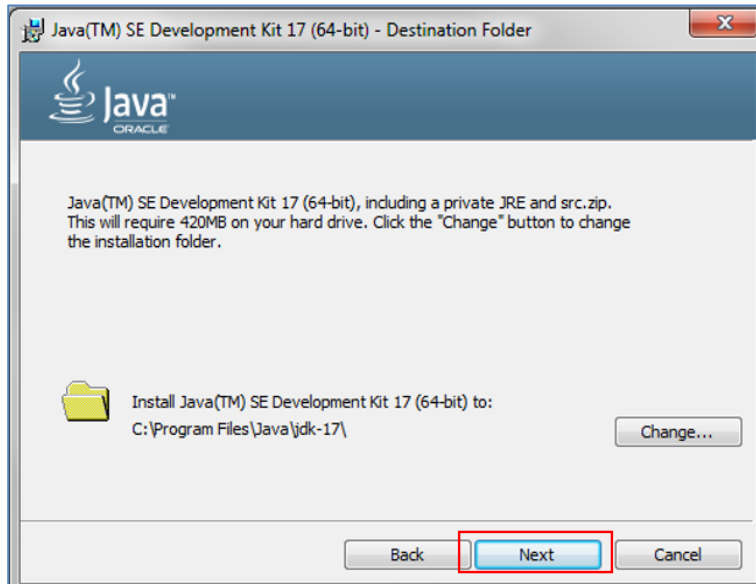 Java(TM) SE Development Kit 17 (64-bit) - Destination Folder
Java™
ORACLE
Java(TM) SE Development Kit 17 (64-bit), including a private JRE and src.zip.
This will require 420MB on your hard drive. Click the "Change" button to change
the installation folder.
Install Java(TM) SE Development Kit 17 (64-bit) to:
C:\Program Files\Java\jdk-17\
Change...
Back
Next
Cancel